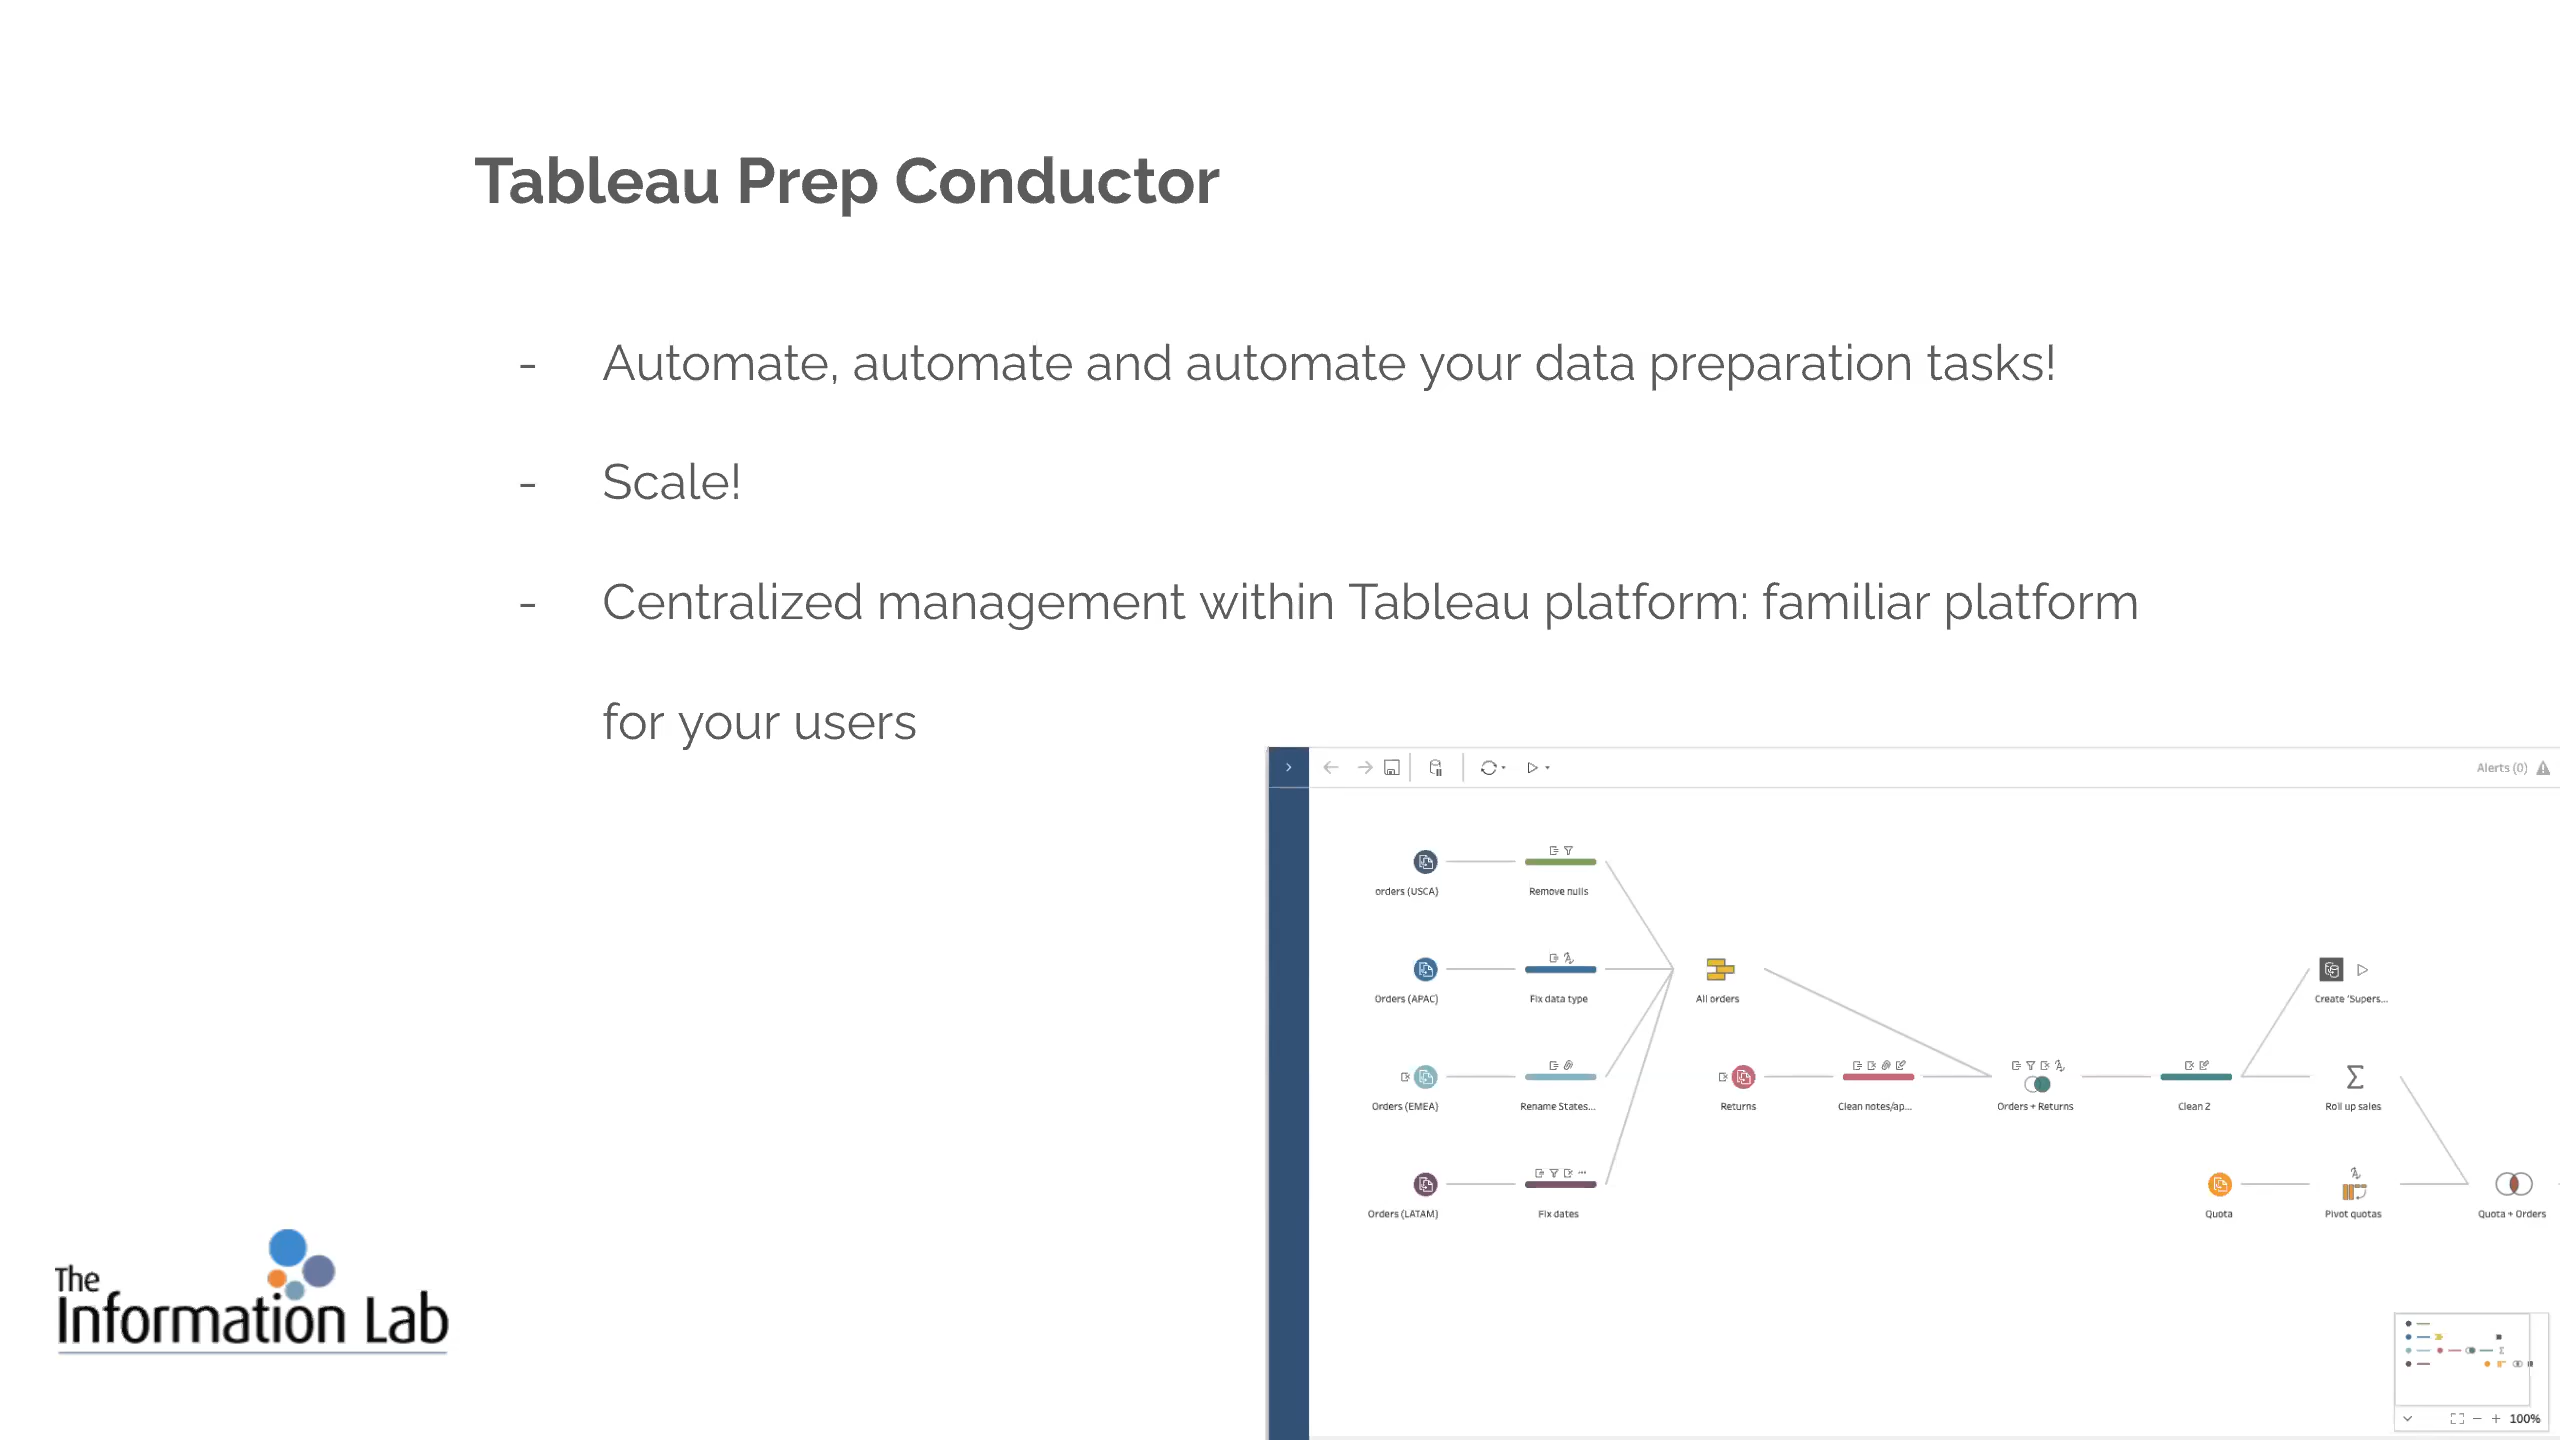 Tableau Prep Conductor
- Automate, automate and automate your data preparation tasks!
- Scale!
- Centralized management within Tableau platform: familiar platform
for your users
Alerts (0)
orders (USCA)
Remove nulls
Orders (APAC)
Fix data type
All orders
Create 'Supers...
Orders (EMEA)
Rename States...
Returns
Clean notes/ap...
Orders + Returns
Clean 2
Roll up sales
Orders (LATAM)
Fix dates
Quota
Pivot quotas
Quota + Orders
100%
The
Information Lab